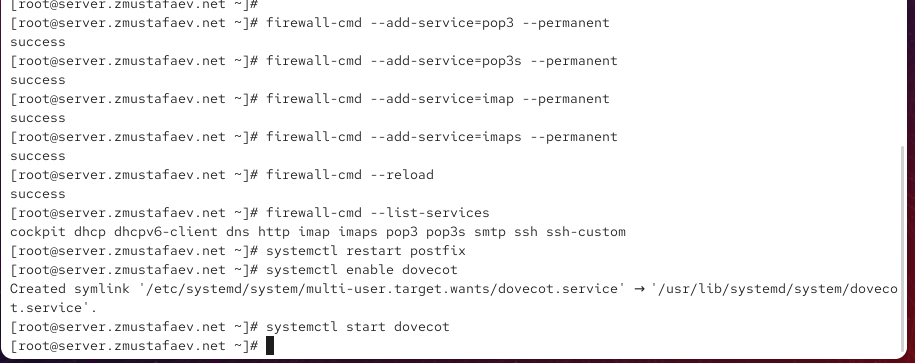 [root@server.zmustafaev.net ~]#
[root@server.zmustafaev.net ~]# firewall-cmd --add-service=pop3 --permanent
success
[root@server.zmustafaev.net ~]# firewall-cmd --add-service=pop3s --permanent
success
[root@server.zmustafaev.net ~]# firewall-cmd --add-service=imap --permanent
success
[root@server.zmustafaev.net ~]# firewall-cmd --add-service=imaps --permanent
success
[root@server.zmustafaev.net ~]# firewall-cmd --reload
success
[root@server.zmustafaev.net ~]# firewall-cmd --list-services
cockpit dhcp dhcpv6-client dns http imap imaps pop3 pop3s smtp ssh ssh-custom
[root@server.zmustafaev.net ~]# systemctl restart postfix
[root@server.zmustafaev.net ~]# systemctl enable dovecot
Created symlink '/etc/systemd/system/multi-user.target.wants/dovecot.service' → '/usr/lib/systemd/system/doveco
t.service'.
[root@server.zmustafaev.net ~]# systemctl start dovecot
[root@server.zmustafaev.net ~]#